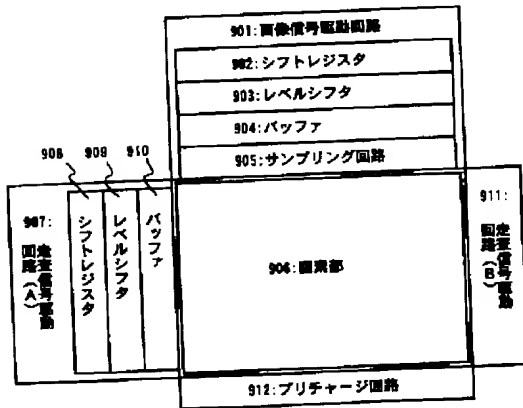 901:画像信号駆動回路
902:シフトレジスタ
903:レベルシフタ
904:バッファ
905:サンプリング回路
908 909 910
907:
走査信号駆動
回路(A)
シフトレジスタ
レベルシフタ
バッファ
906:画素部
911:
走査信号駆動
回路(B)
912:プリチャージ回路